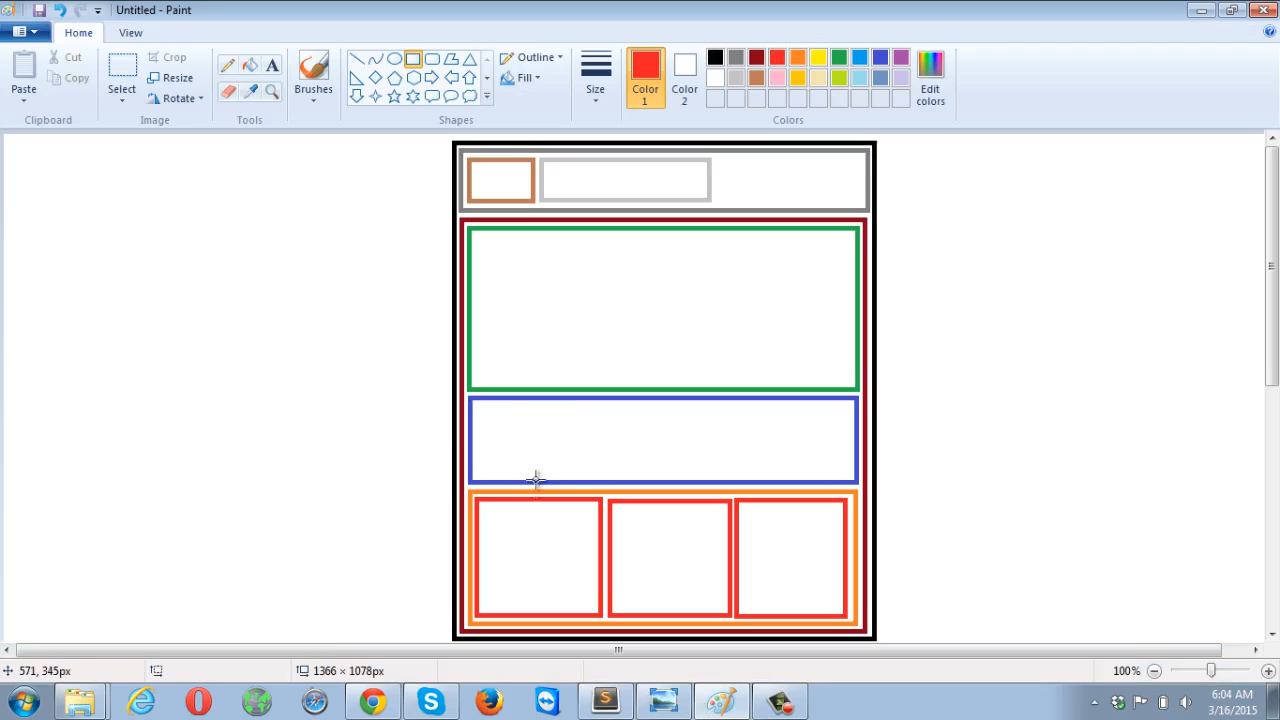 Untitled - Paint
Home View
Paste
Cut
Copy
Clipboard
Select
Crop
Resize
Rotate
Image
A
Tools
Brushes
Outline
Fill
Shapes
Size
Color 1
Color 2
Edit colors
Colors
571, 345px
1366 × 1078px
100%
6:04 AM
3/16/2015